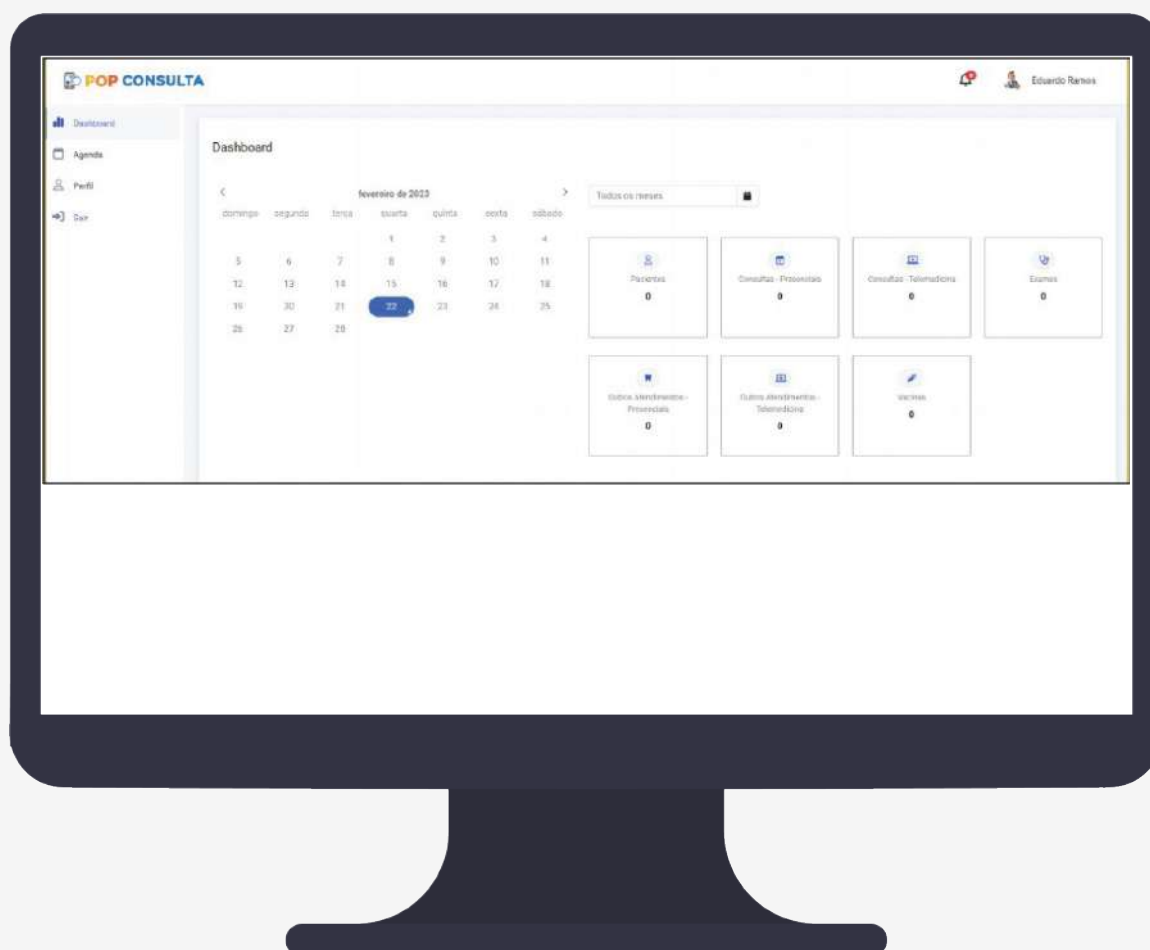 POP CONSULTA
Eduardo Ramos
Dashboard
Agenda
Perfil
Sair
Dashboard
fevereiro de 2023
domingo segunda terça quarta quinta sexta sábado
1 2 3 4
5 6 7 8 9 10 11
12 13 14 15 16 17 18
19 20 21 22 23 24 25
26 27 28
Todos os meses
Pacientes
0
Consultas - Presenciais
0
Consultas - Telemedicina
0
Exames
0
Outros Atendimentos -
Presenciais
0
Outros Atendimentos -
Telemedicina
0
Vacinas
0